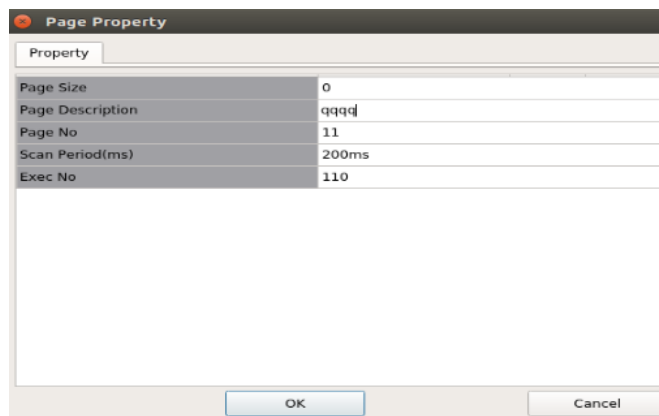 Page Property
Property
Page Size 0
Page Description qqqq
Page No 11
Scan Period(ms) 200ms
Exec No 110
OK Cancel